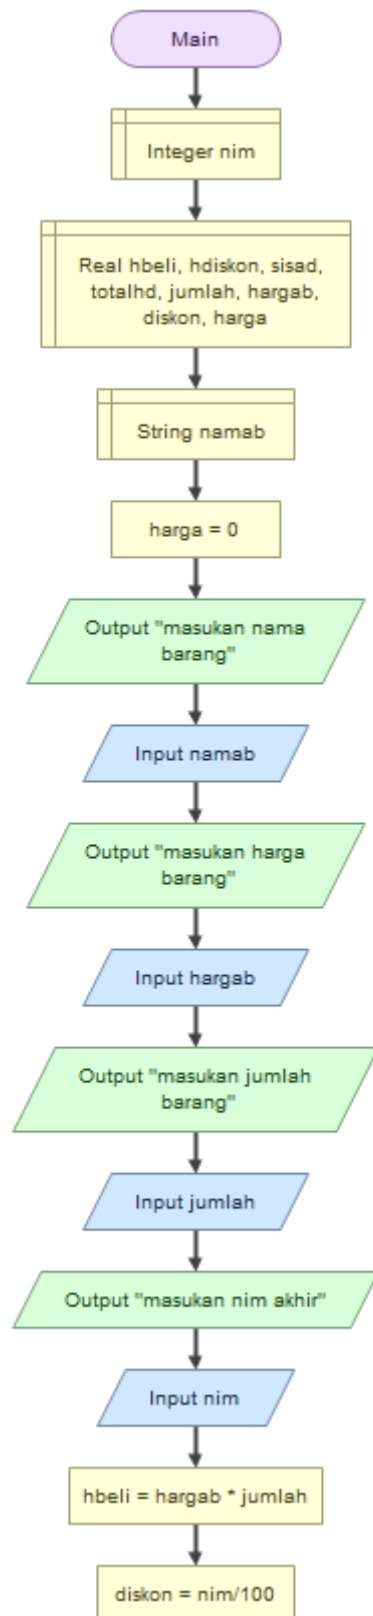 Main
Integer nim
Real hbeli, hdiskon, sisad,
totalhd, jumlah, hargab,
diskon, harga
String namab
harga = 0
Output "masukan nama
barang"
Input namab
Output "masukan harga
barang"
Input hargab
Output "masukan jumlah
barang"
Input jumlah
Output "masukan nim akhir"
Input nim
hbeli = hargab * jumlah
diskon = nim/100